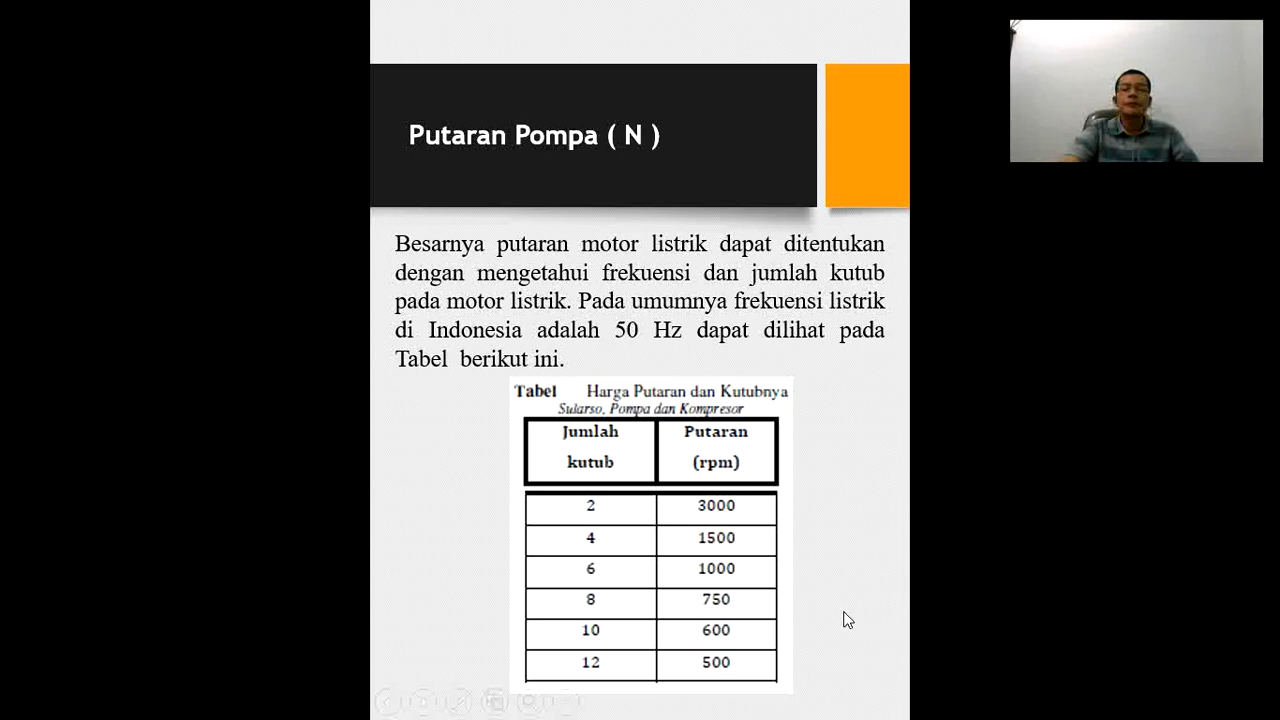 Putaran Pompa ( N )
Besarnya putaran motor listrik dapat ditentukan
dengan mengetahui frekuensi dan jumlah kutub
pada motor listrik. Pada umumnya frekuensi listrik
di Indonesia adalah 50 Hz dapat dilihat pada
Tabel berikut ini.
Tabel Harga Putaran dan Kutubnya
Sularso, Pompa dan Kompresor
Jumlah kutub Putaran (rpm)
2 3000
4 1500
6 1000
8 750
10 600
12 500